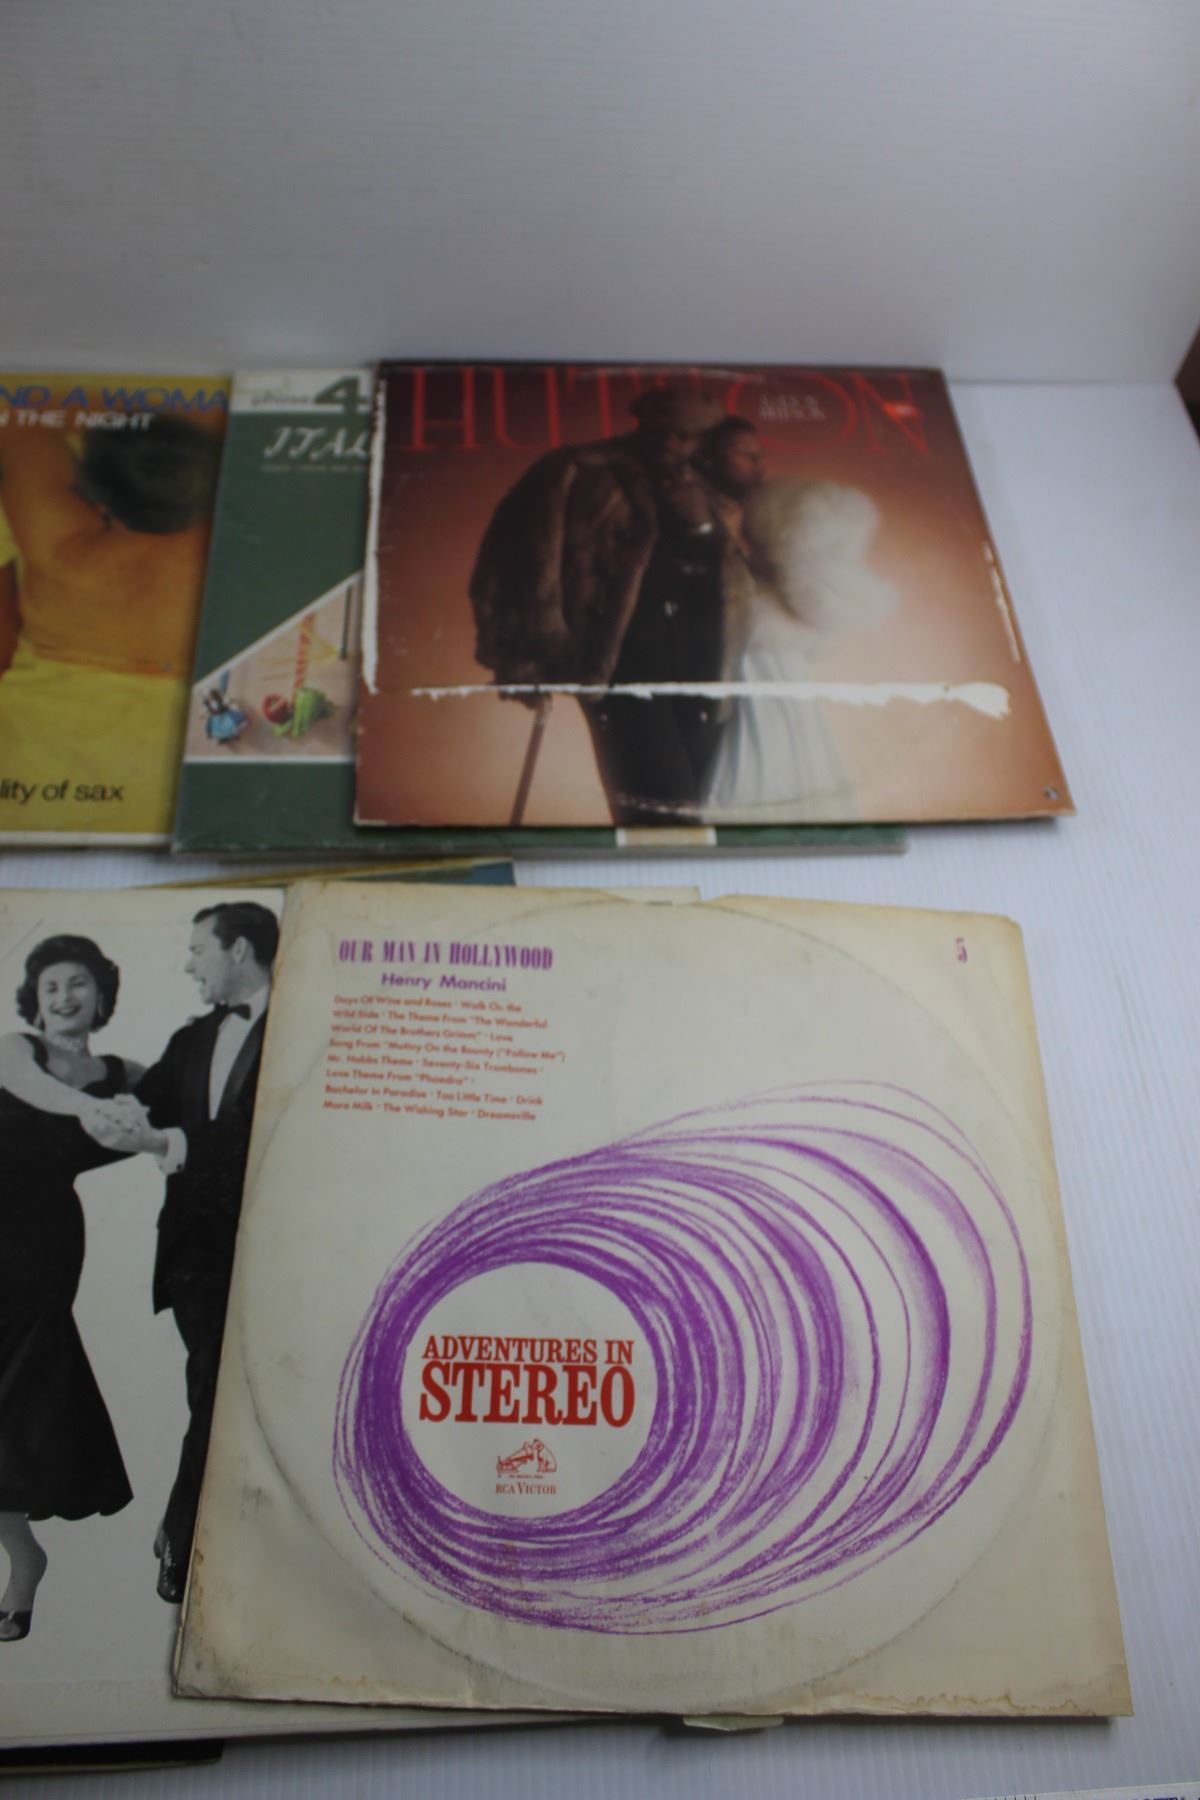 ND A WOMA
N THE NIGHT
lity of sax
phase 4
ITAL
HUTSON
OUR MAN IN HOLLYWOOD
Henry Mancini
Days Of Wine and Roses · Walk On the
Wild Side · The Theme From "The Wonderful
World Of The Brothers Grimm" · Love
Song From "Mutiny On the Bounty ("Follow Me")
Mr. Hobbs Theme · Seventy-Six Trombones ·
Love Theme From "Phaedra" ·
Bachelor In Paradise · Too Little Time · Drink
More Milk · The Wishing Star · Dreamsville
5
ADVENTURES IN
STEREO
RCA VICTOR